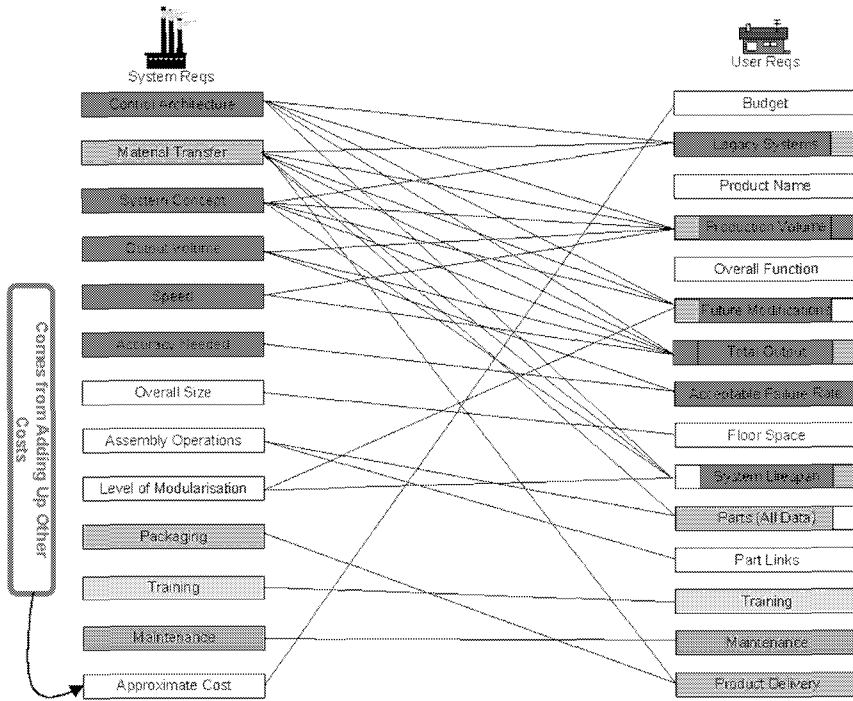 System Reqs
Control Architecture
Material Transfer
System Concept
Output Volume
Speed
Accuracy Needed
Overall Size
Assembly Operations
Level of Modularisation
Packaging
Training
Maintenance
Approximate Cost
Comes from Adding Up Other
Costs
User Reqs
Budget
Legacy Systems
Product Name
Production Volume
Overall Function
Future Modifications
Total Output
Acceptable Failure Rate
Floor Space
System Lifespan
Parts (All Data)
Part Links
Training
Maintenance
Product Delivery